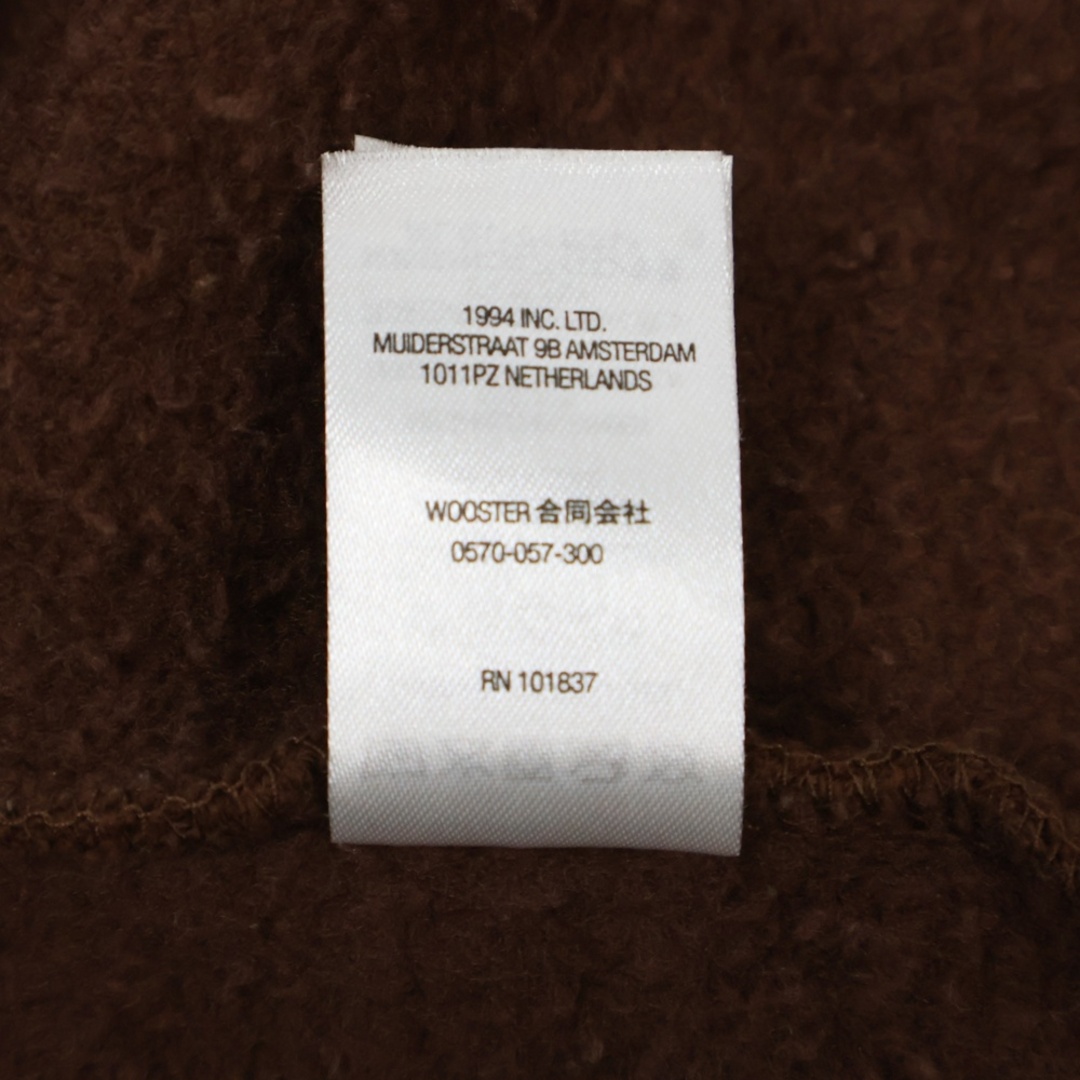 1994 INC. LTD.
MUIDERSTRAAT 9B AMSTERDAM
1011PZ NETHERLANDS
WOOSTER 合同会社
0570-057-300
RN 101837